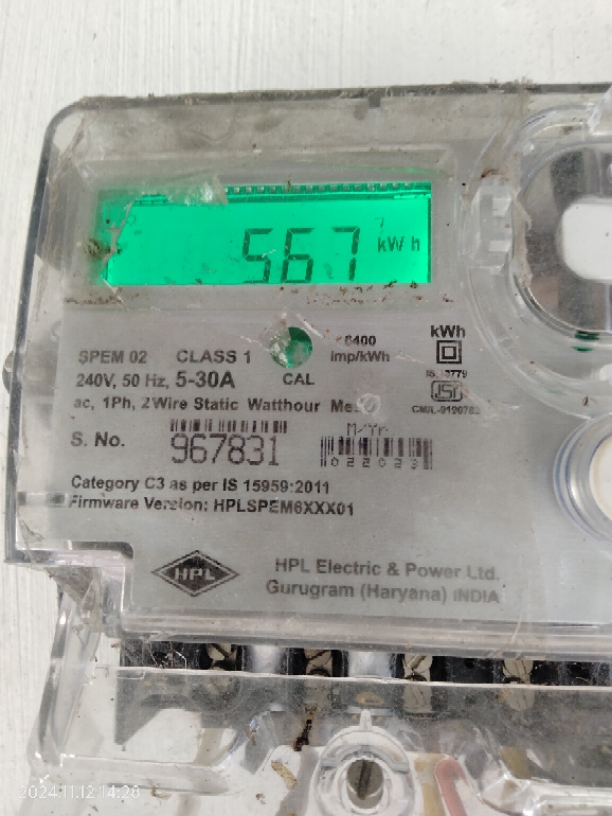 567 kWh
SPEM 02 CLASS 1
6400 imp/kWh
kWh
240V, 50 Hz, 5-30A
CAL
ac, 1Ph, 2Wire Static Watthour
S. No. 967831
M/Yr
022023
Category C3 as per IS 15959:2011
Firmware Version: HPLSPEM6XXX01
HPL
HPL Electric & Power Ltd.
Gurugram (Haryana) INDIA
2024.11.12 14:26